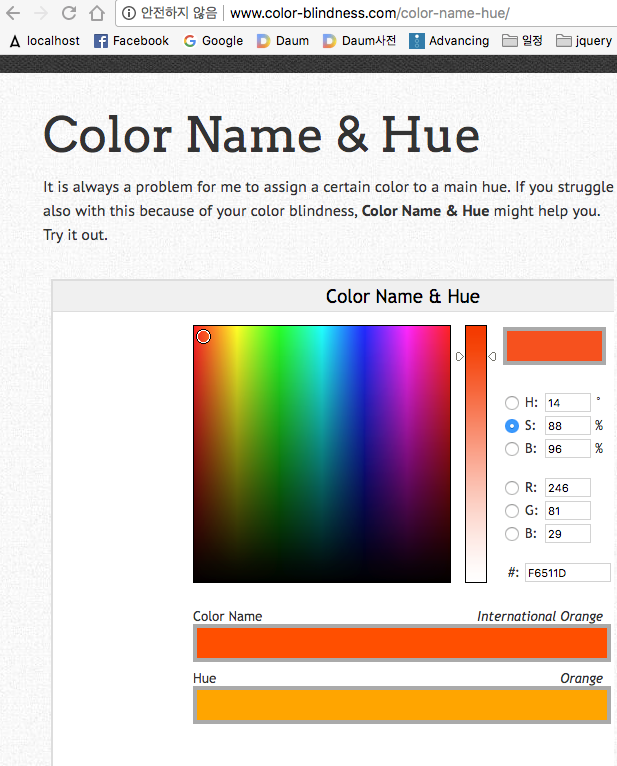 안전하지 않음 www.color-blindness.com/color-name-hue/
localhost Facebook Google Daum Daum사전 Advancing 일정 jquery
Color Name & Hue
It is always a problem for me to assign a certain color to a main hue. If you struggle
also with this because of your color blindness, Color Name & Hue might help you.
Try it out.
Color Name & Hue
H: 14 °
S: 88 %
B: 96 %
R: 246
G: 81
B: 29
#: F6511D
Color Name International Orange
Hue Orange